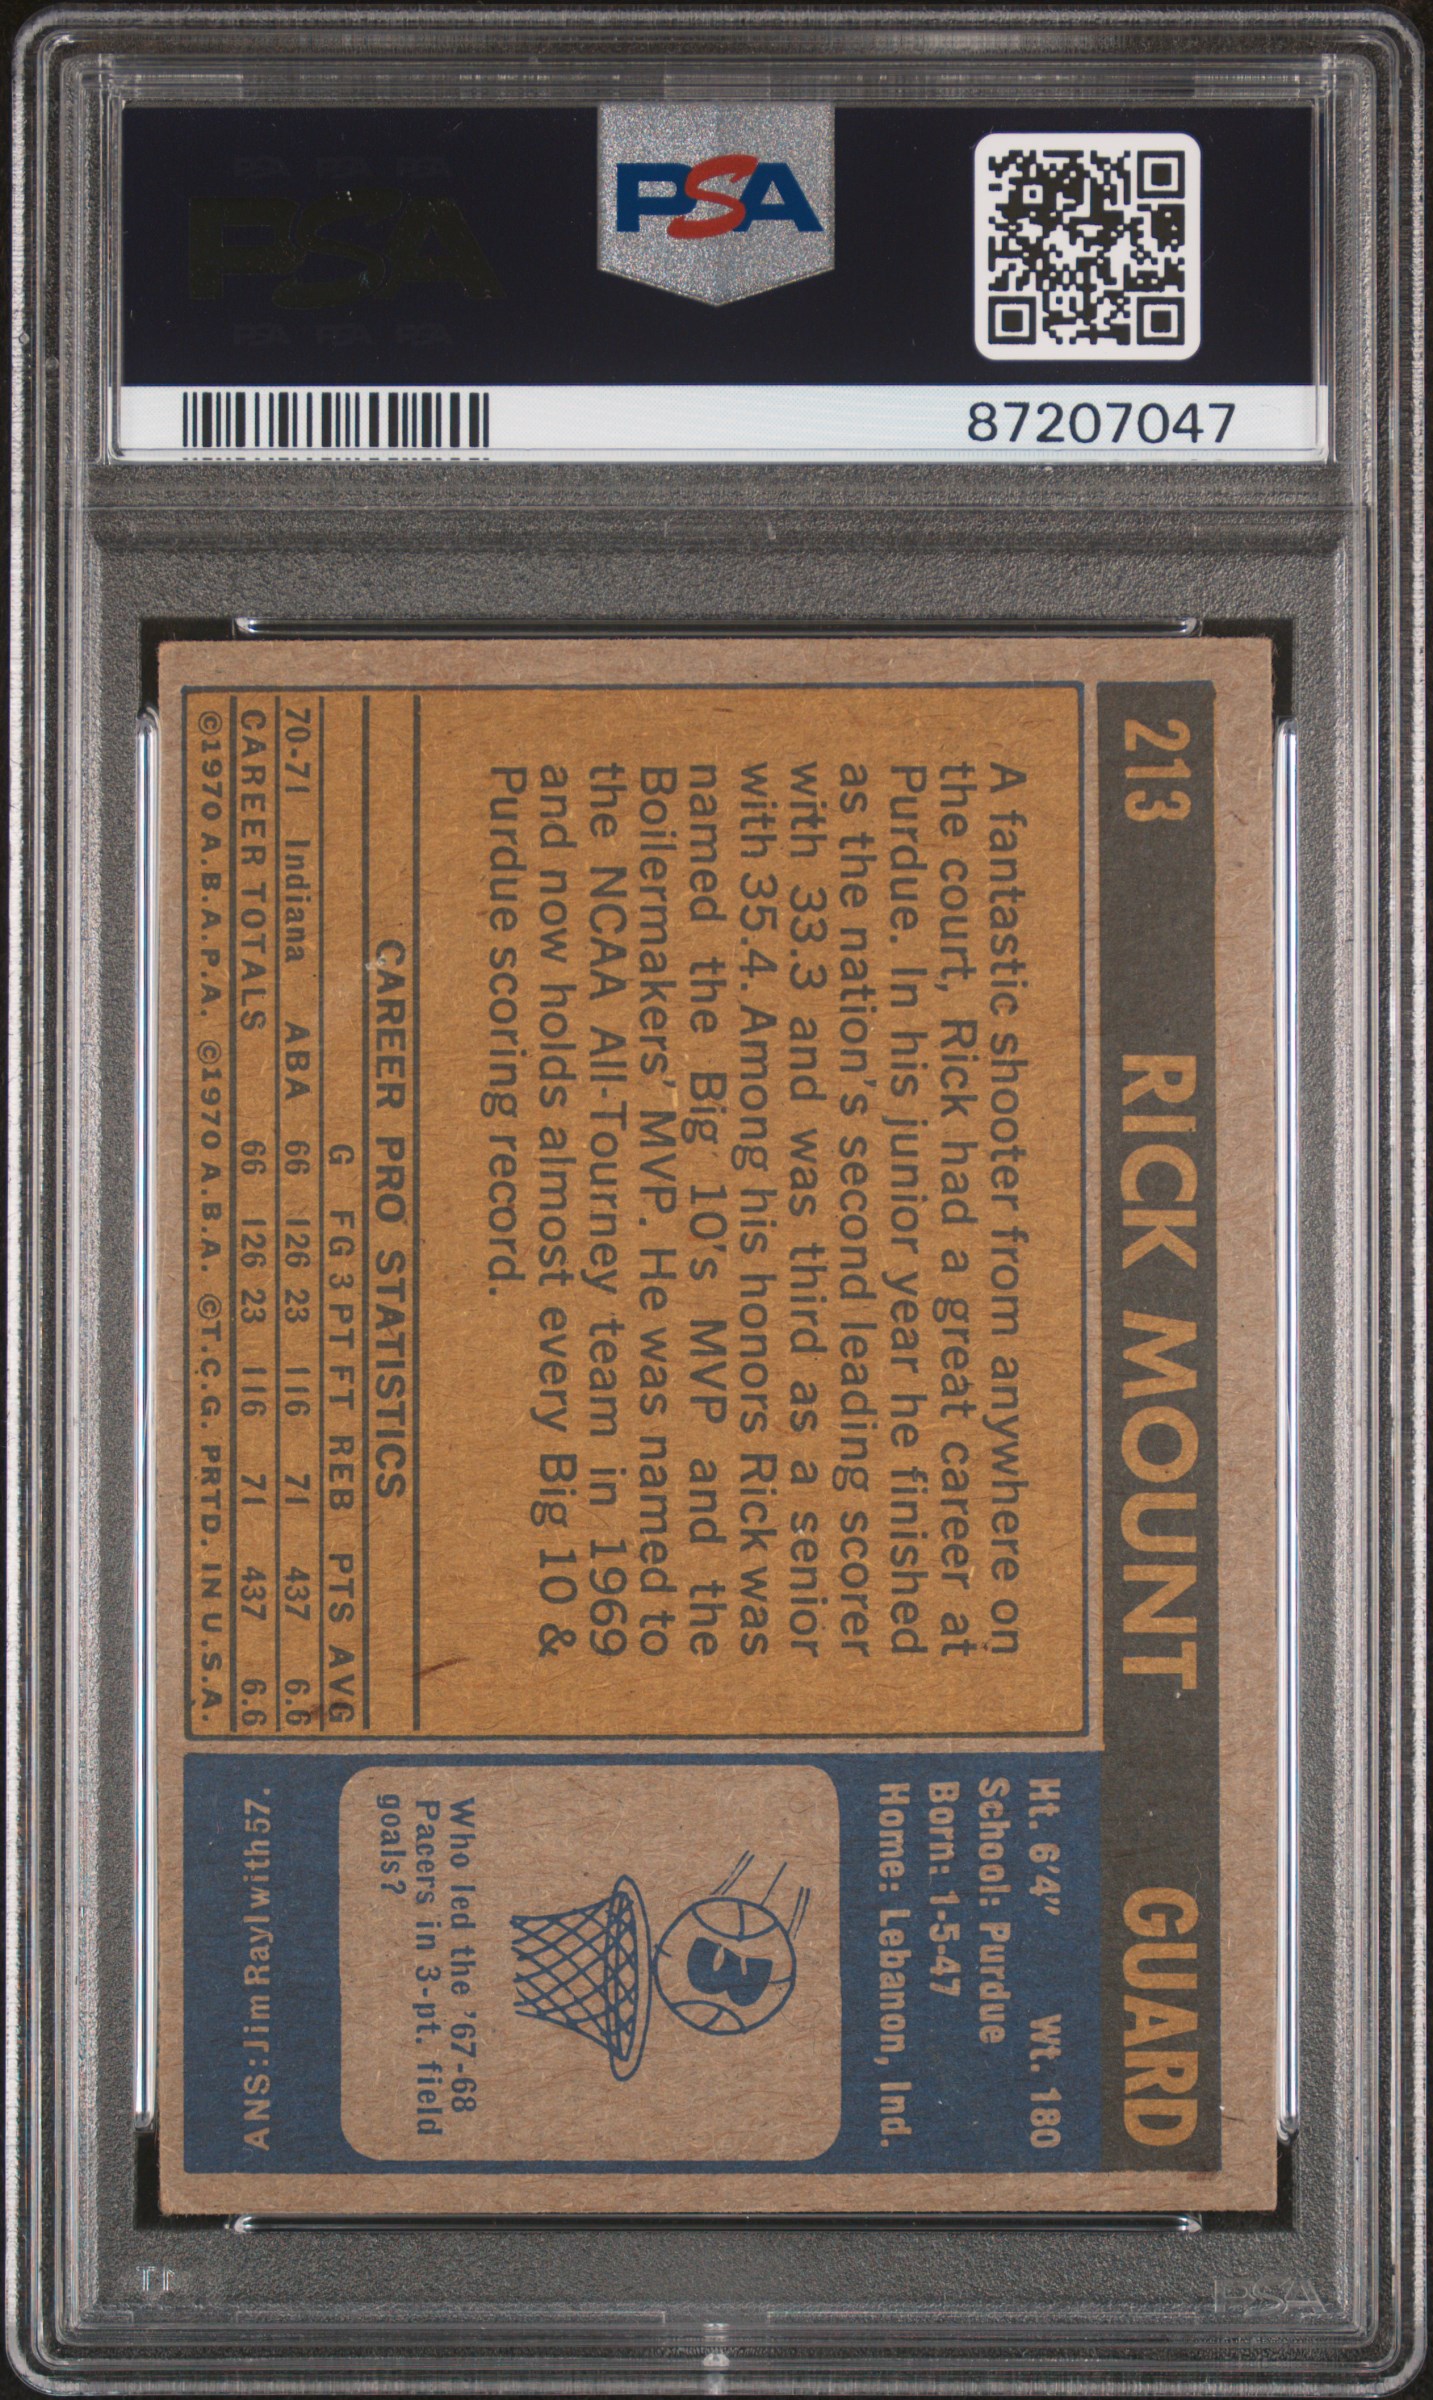 PSA
87207047
213 RICK MOUNT GUARD
A fantastic shooter from anywhere on
the court, Rick had a great career at
Purdue. In his junior year he finished
as the nation's second leading scorer
with 33.3 and was third as a senior
with 35.4. Among his honors Rick was
named the Big 10's MVP and the
Boilermakers' MVP. He was named to
the NCAA All-Tourney team in 1969
and now holds almost every Big 10 &
Purdue scoring record.
CAREER PRO STATISTICS
G FG 3 PT FT REB PTS AVG
70-71 Indiana ABA 66 126 23 116 71 437 6.6
CAREER TOTALS 66 126 23 116 71 437 6.6
©1970 A.B.A.P.A. ©1970 A.B.A. ©T.C.G. PRTD. IN U.S.A.
Ht. 6'4" Wt. 180
School: Purdue
Born: 1-5-47
Home: Lebanon, Ind.
3
Who led the '67-68
Pacers in 3-pt. field
goals?
ANS: Jim Rayl with 57.
PSA